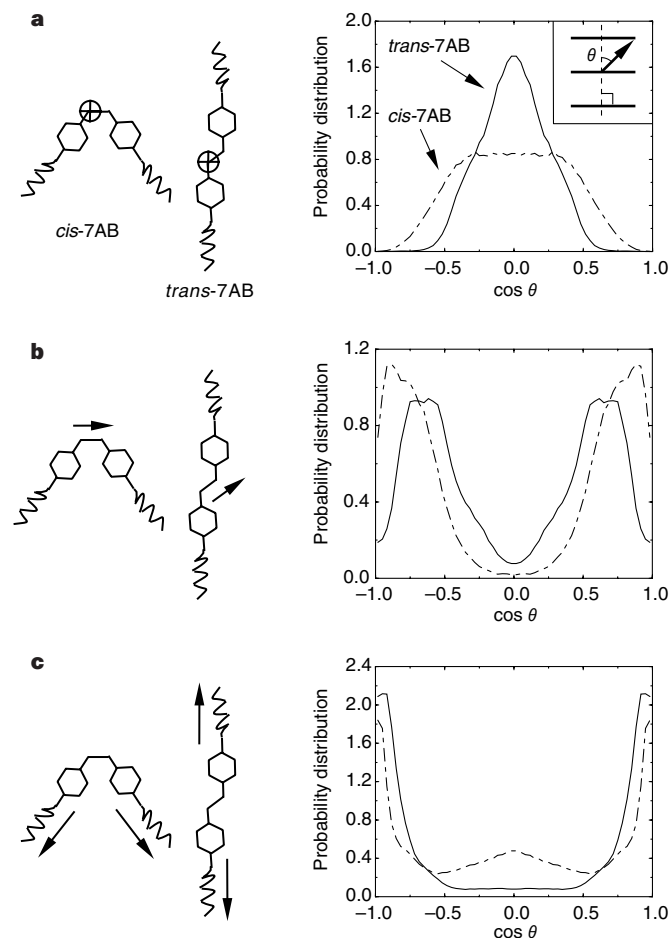 a
cis-7AB
trans-7AB
Probability distribution
2.0
1.6
1.2
0.8
0.4
0.0
trans-7AB
cis-7AB
θ
–1.0 –0.5 0.0 0.5 1.0
cos θ
b
Probability distribution
1.2
0.8
0.4
0.0
–1.0 –0.5 0.0 0.5 1.0
cos θ
c
Probability distribution
2.4
2.0
1.6
1.2
0.8
0.4
0.0
–1.0 –0.5 0.0 0.5 1.0
cos θ